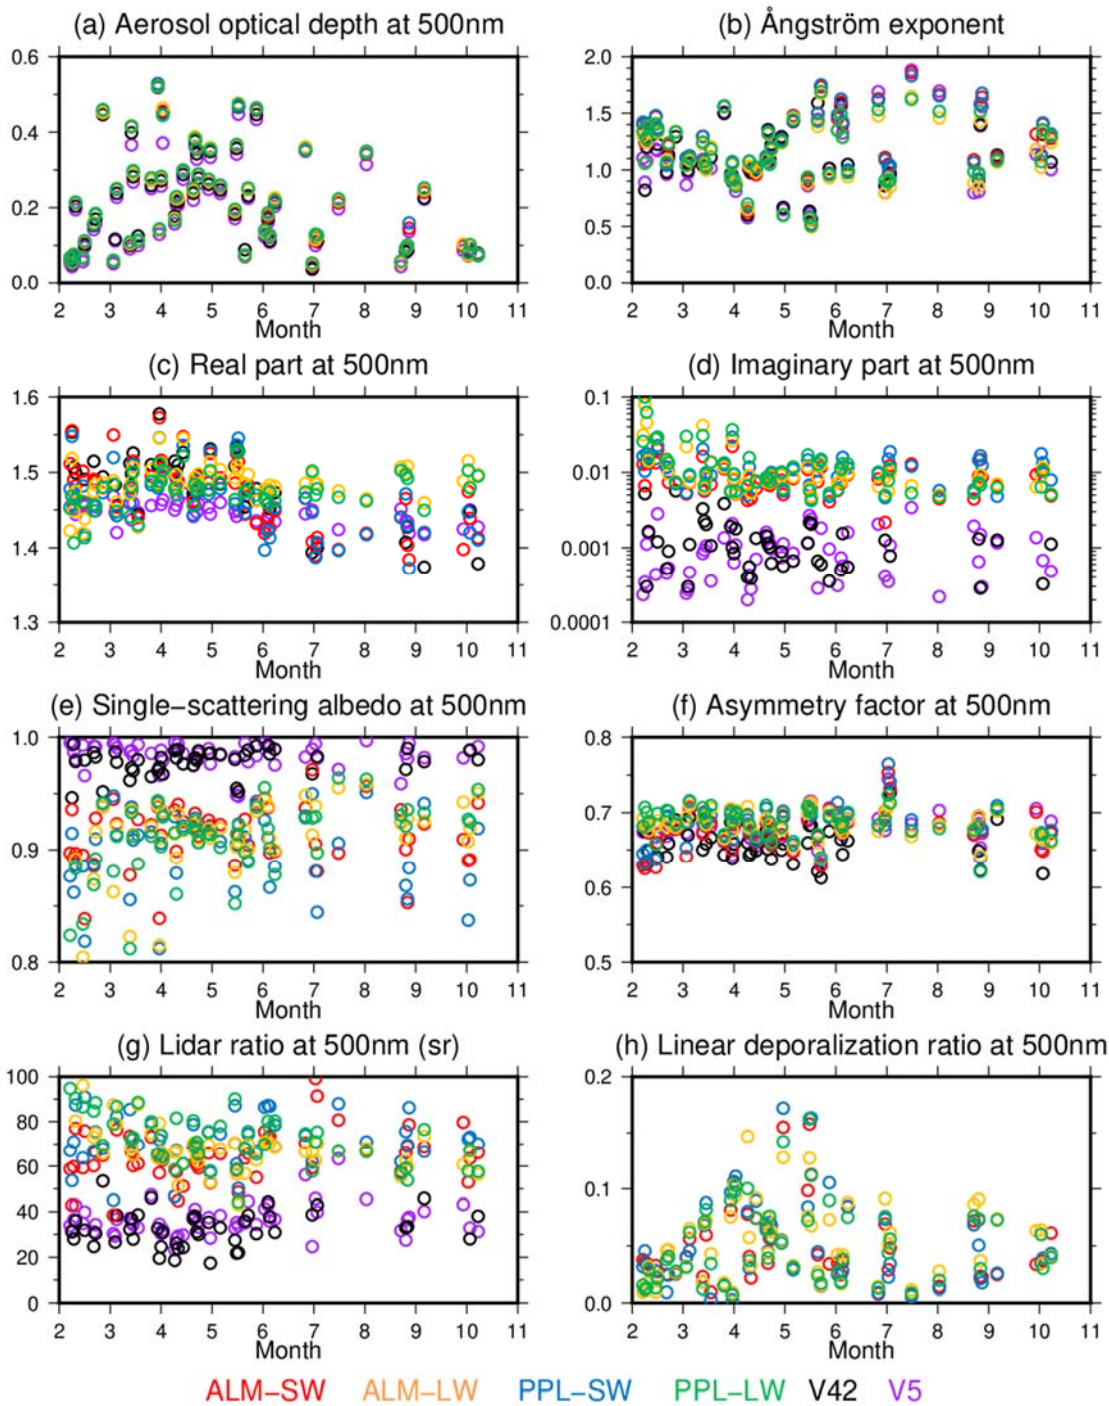 (a) Aerosol optical depth at 500nm
0.6
0.4
0.2
0.0
2 3 4 5 6 7 8 9 10 11
Month
(b) Ångström exponent
2.0
1.5
1.0
0.5
0.0
2 3 4 5 6 7 8 9 10 11
Month
(c) Real part at 500nm
1.6
1.5
1.4
1.3
2 3 4 5 6 7 8 9 10 11
Month
(d) Imaginary part at 500nm
0.1
0.01
0.001
0.0001
2 3 4 5 6 7 8 9 10 11
Month
(e) Single−scattering albedo at 500nm
1.0
0.9
0.8
2 3 4 5 6 7 8 9 10 11
Month
(f) Asymmetry factor at 500nm
0.8
0.7
0.6
0.5
2 3 4 5 6 7 8 9 10 11
Month
(g) Lidar ratio at 500nm (sr)
100
80
60
40
20
0
2 3 4 5 6 7 8 9 10 11
Month
(h) Linear deporalization ratio at 500nm
0.2
0.1
0.0
2 3 4 5 6 7 8 9 10 11
Month
ALM−SW ALM−LW PPL−SW PPL−LW V42 V5